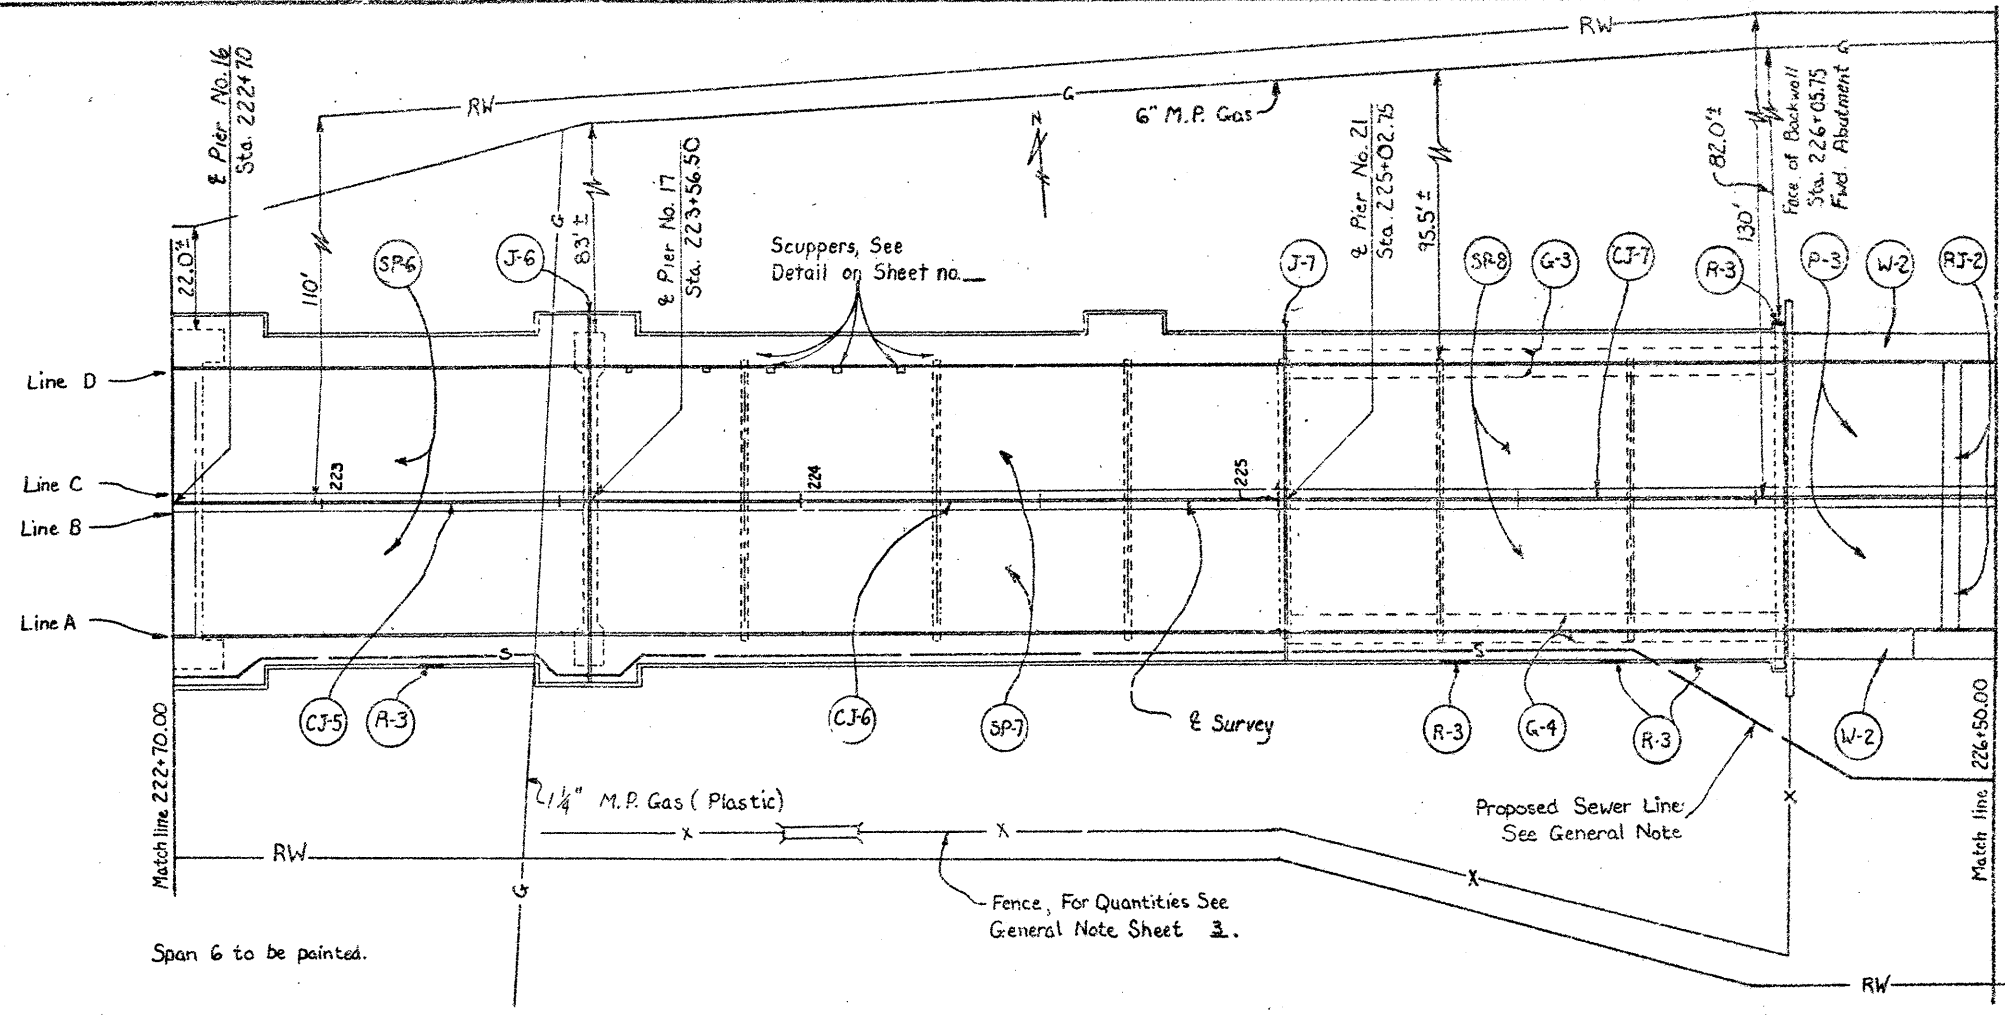 RW
RW
℄ Pier No. 16
Sta. 222+70
6" M.P. Gas
G
N
℄ Pier No. 21
Sta. 225+02.75
95.5' ±
82.0'±
130'
Face of Backwall
Sta. 226+05.75
Fwd. Abutment
22.0'±
110'
SP-6
J-6
G
83' ±
℄ Pier No. 17
Sta. 223+56.50
Scuppers, See
Detail on Sheet no.__
J-7
SP-8
G-3
CJ-7
R-3
P-3
W-2
RJ-2
Line D
Line C
223
224
225
Line B
Line A
S
S
CJ-5
R-3
CJ-6
SP-7
℄ Survey
R-3
G-4
R-3
W-2
Match line 222+70.00
Match line 226+50.00
1¼" M.P. Gas (Plastic)
Proposed Sewer Line
See General Note
X
X
X
X
RW
G
Fence, For Quantities See
General Note Sheet 3.
Span 6 to be painted.
RW